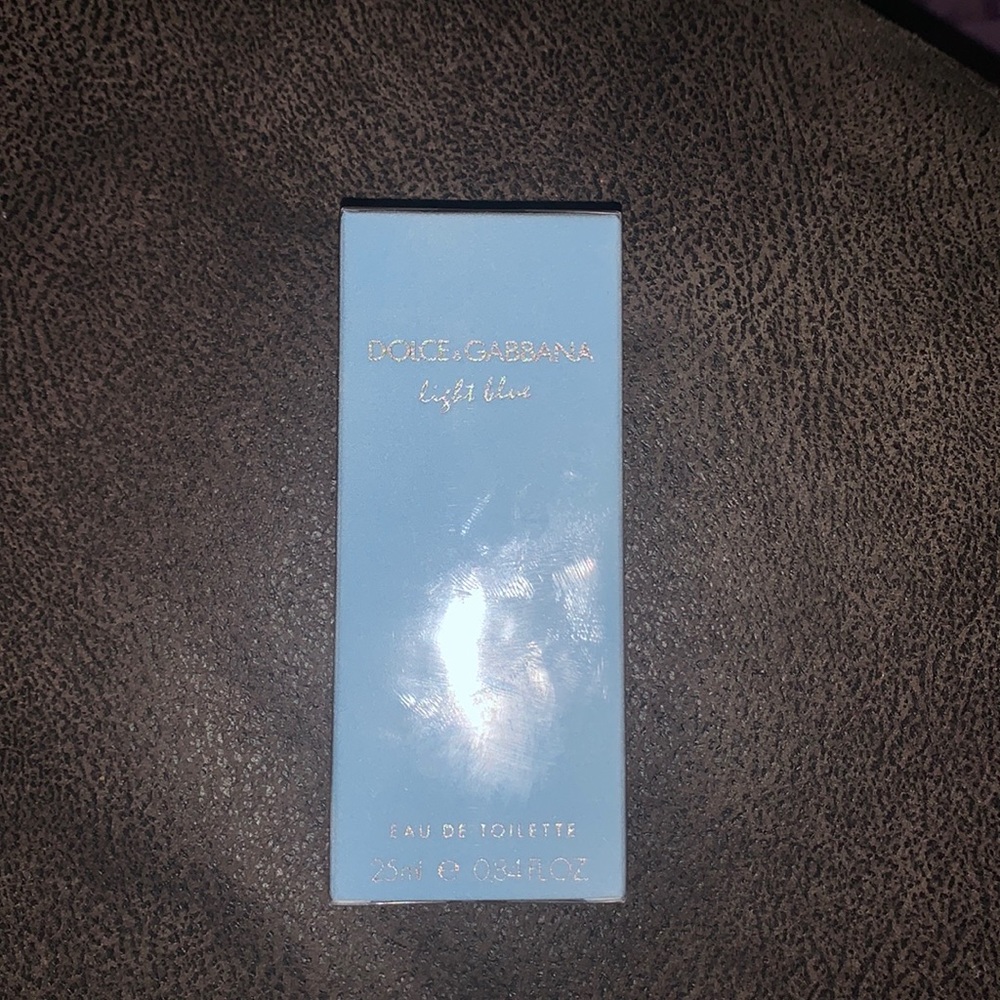 DOLCE&GABBANA
light blue
EAU DE TOILETTE
25ml ℮ 0.84 FL.OZ.